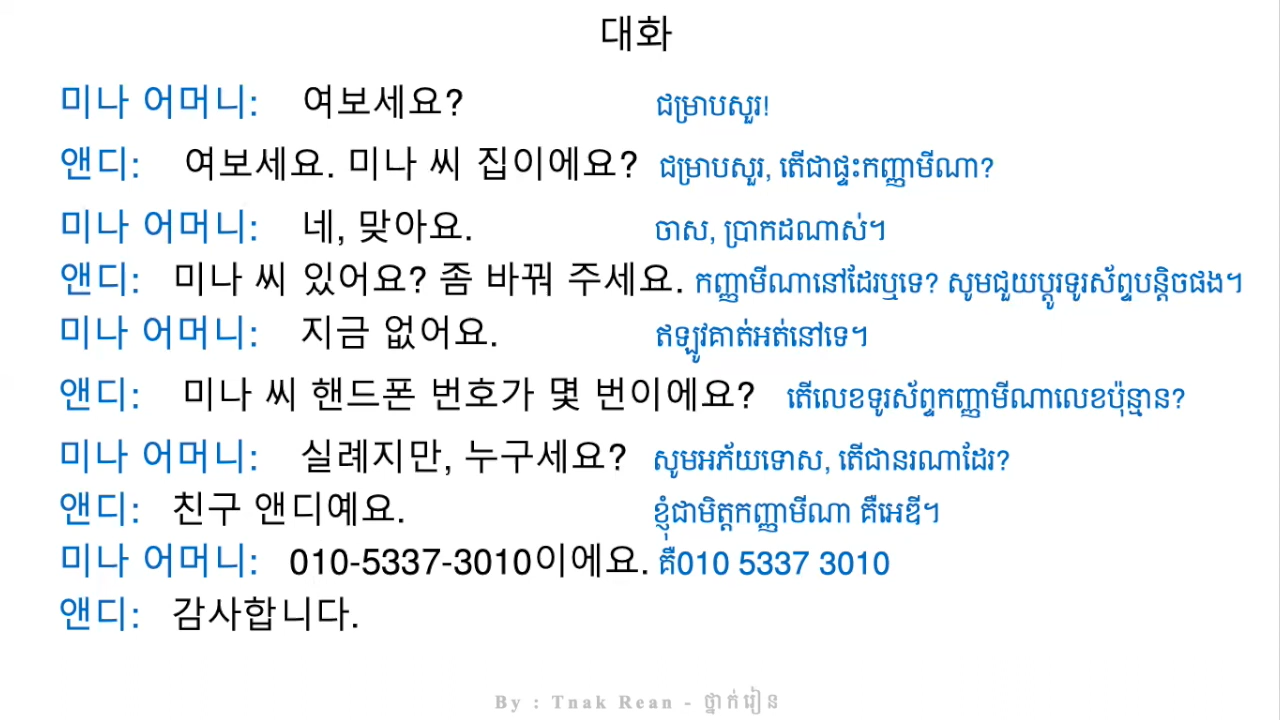 대화
미나 어머니: 여보세요? ជម្រាបសួរ!
앤디: 여보세요. 미나 씨 집이에요? ជម្រាបសួរ, តើជាផ្ទះកញ្ញាមីណា?
미나 어머니: 네, 맞아요. ចាស, ប្រាកដណាស់។
앤디: 미나 씨 있어요? 좀 바꿔 주세요. កញ្ញាមីណានៅដែរឬទេ? សូមជួយប្តូរទូរស័ព្ទបន្តិចផង។
미나 어머니: 지금 없어요. ឥឡូវគាត់អត់នៅទេ។
앤디: 미나 씨 핸드폰 번호가 몇 번이에요? តើលេខទូរស័ព្ទកញ្ញាមីណាលេខប៉ុន្មាន?
미나 어머니: 실례지만, 누구세요? សូមអភ័យទោស, តើជានរណាដែរ?
앤디: 친구 앤디예요. ខ្ញុំជាមិត្តកញ្ញាមីណា គឺអេឌី។
미나 어머니: 010-5337-3010이에요. គឺ010 5337 3010
앤디: 감사합니다.
By : Tnak Rean - ថ្នាក់រៀន